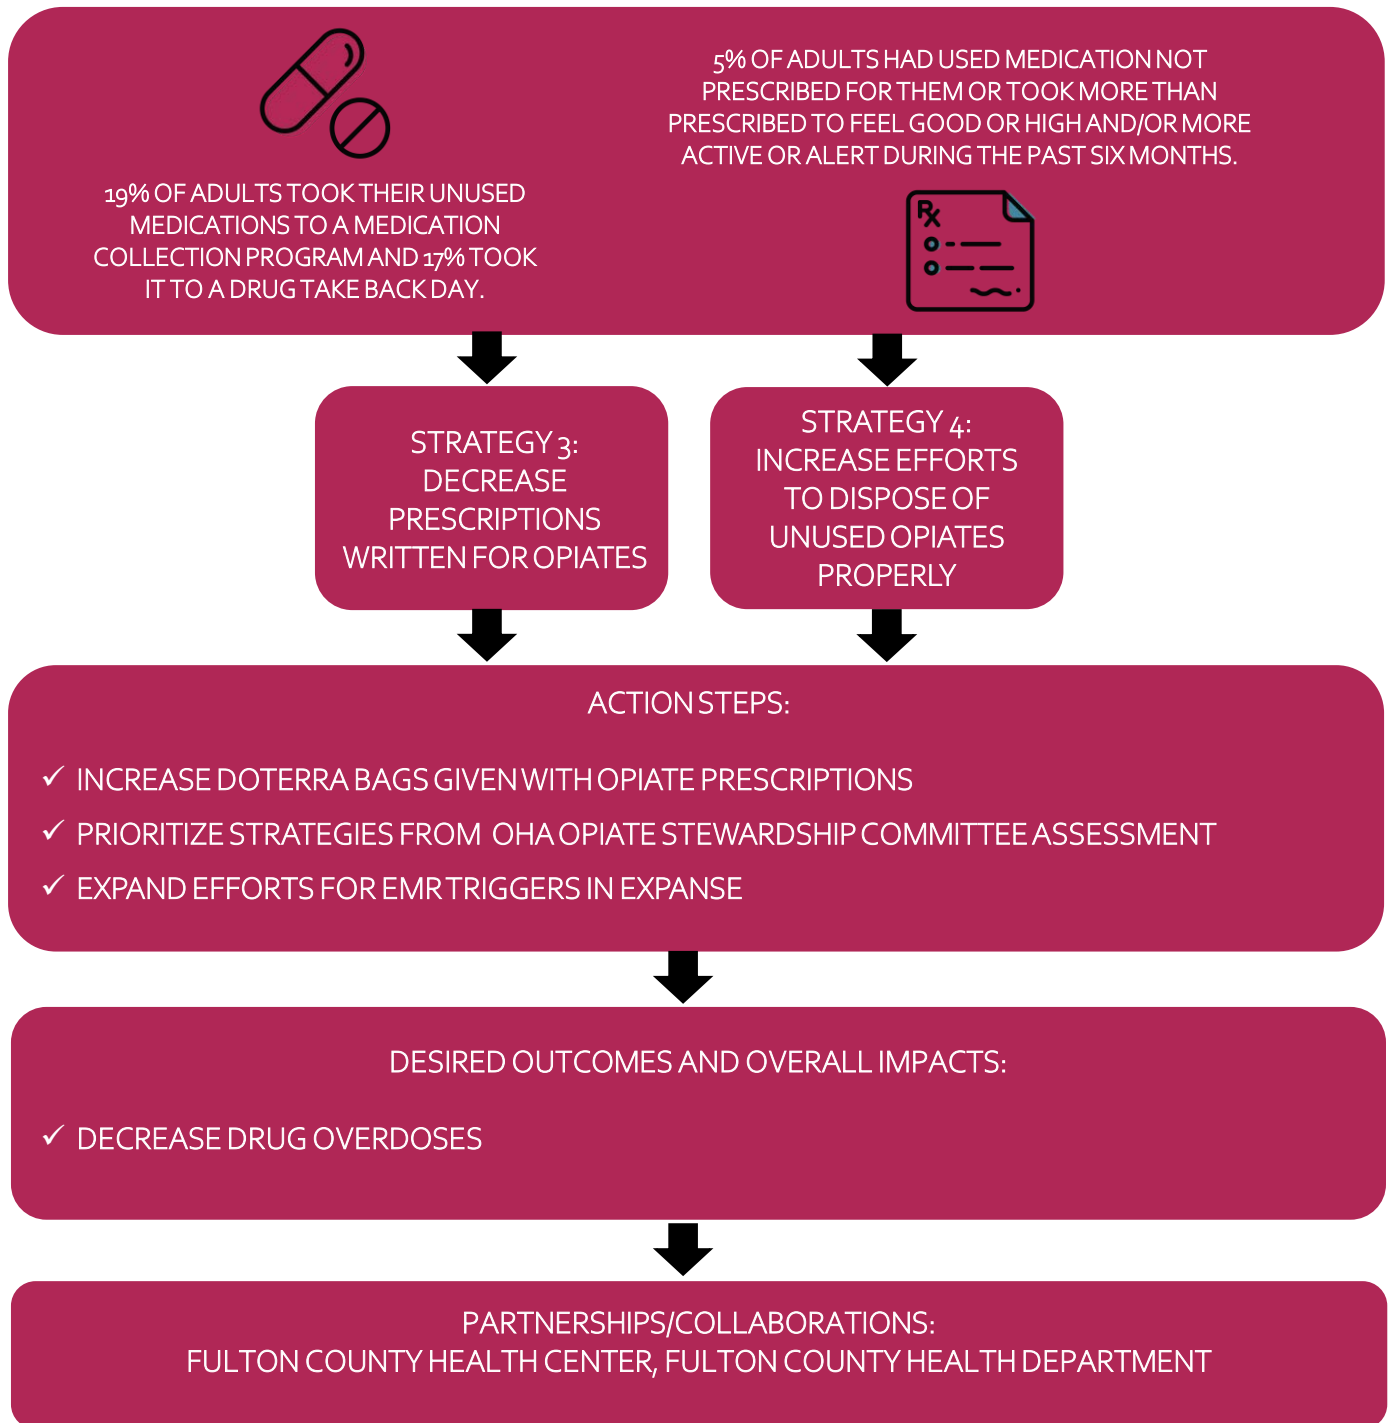 19% OF ADULTS TOOK THEIR UNUSED
MEDICATIONS TO A MEDICATION
COLLECTION PROGRAM AND 17% TOOK
IT TO A DRUG TAKE BACK DAY.
5% OF ADULTS HAD USED MEDICATION NOT
PRESCRIBED FOR THEM OR TOOK MORE THAN
PRESCRIBED TO FEEL GOOD OR HIGH AND/OR MORE
ACTIVE OR ALERT DURING THE PAST SIX MONTHS.
Rx
STRATEGY 3:
DECREASE
PRESCRIPTIONS
WRITTEN FOR OPIATES
STRATEGY 4:
INCREASE EFFORTS
TO DISPOSE OF
UNUSED OPIATES
PROPERLY
ACTION STEPS:
✓ INCREASE DOTERRA BAGS GIVEN WITH OPIATE PRESCRIPTIONS
✓ PRIORITIZE STRATEGIES FROM OHA OPIATE STEWARDSHIP COMMITTEE ASSESSMENT
✓ EXPAND EFFORTS FOR EMR TRIGGERS IN EXPANSE
DESIRED OUTCOMES AND OVERALL IMPACTS:
✓ DECREASE DRUG OVERDOSES
PARTNERSHIPS/COLLABORATIONS:
FULTON COUNTY HEALTH CENTER, FULTON COUNTY HEALTH DEPARTMENT